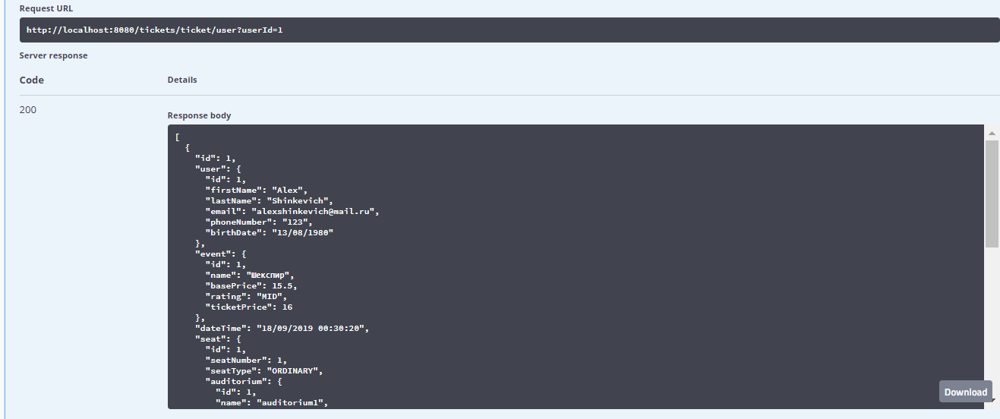 Request URL
http://localhost:8080/tickets/ticket/user?userId=1
Server response
Code Details
200
Response body
[
  {
    "id": 1,
    "user": {
      "id": 1,
      "firstName": "Alex",
      "lastName": "Shinkevich",
      "email": "alexshinkevich@mail.ru",
      "phoneNumber": "123",
      "birthDate": "13/08/1980"
    },
    "event": {
      "id": 1,
      "name": "Шекспир",
      "basePrice": 15.5,
      "rating": "MID",
      "ticketPrice": 16
    },
    "dateTime": "18/09/2019 00:30:20",
    "seat": {
      "id": 1,
      "seatNumber": 1,
      "seatType": "ORDINARY",
      "auditorium": {
        "id": 1,
        "name": "auditorium1",
Download